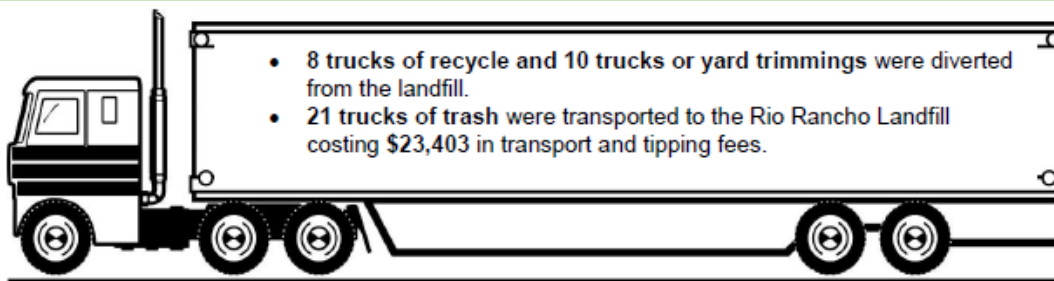 • 8 trucks of recycle and 10 trucks or yard trimmings were diverted
from the landfill.
• 21 trucks of trash were transported to the Rio Rancho Landfill
costing $23,403 in transport and tipping fees.